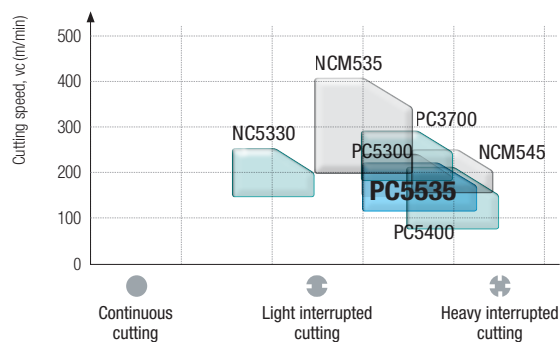 Cutting speed, vc (m/min)
500
400
300
200
100
0
NCM535
NC5330
PC3700
PC5300
NCM545
PC5535
PC5400
Continuous
cutting
Light interrupted
cutting
Heavy interrupted
cutting